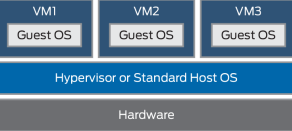 VM1 VM2 VM3
Guest OS Guest OS Guest OS
Hypervisor or Standard Host OS
Hardware